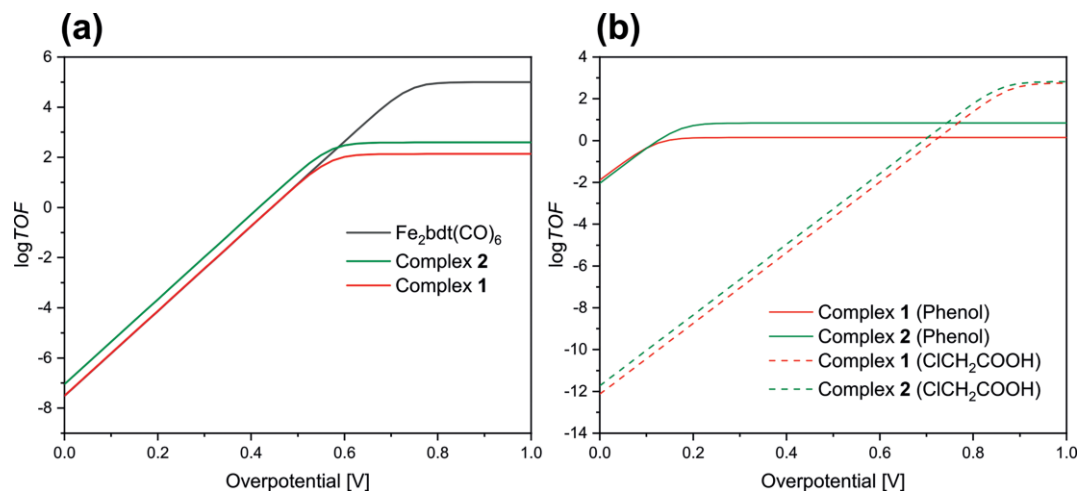 (a)
6
4
2
0
-2
-4
-6
-8
logTOF
Fe₂bdt(CO)₆
Complex 2
Complex 1
0.0 0.2 0.4 0.6 0.8 1.0
Overpotential [V]
(b)
4
2
0
-2
-4
-6
-8
-10
-12
-14
logTOF
Complex 1 (Phenol)
Complex 2 (Phenol)
Complex 1 (ClCH₂COOH)
Complex 2 (ClCH₂COOH)
0.0 0.2 0.4 0.6 0.8 1.0
Overpotential [V]